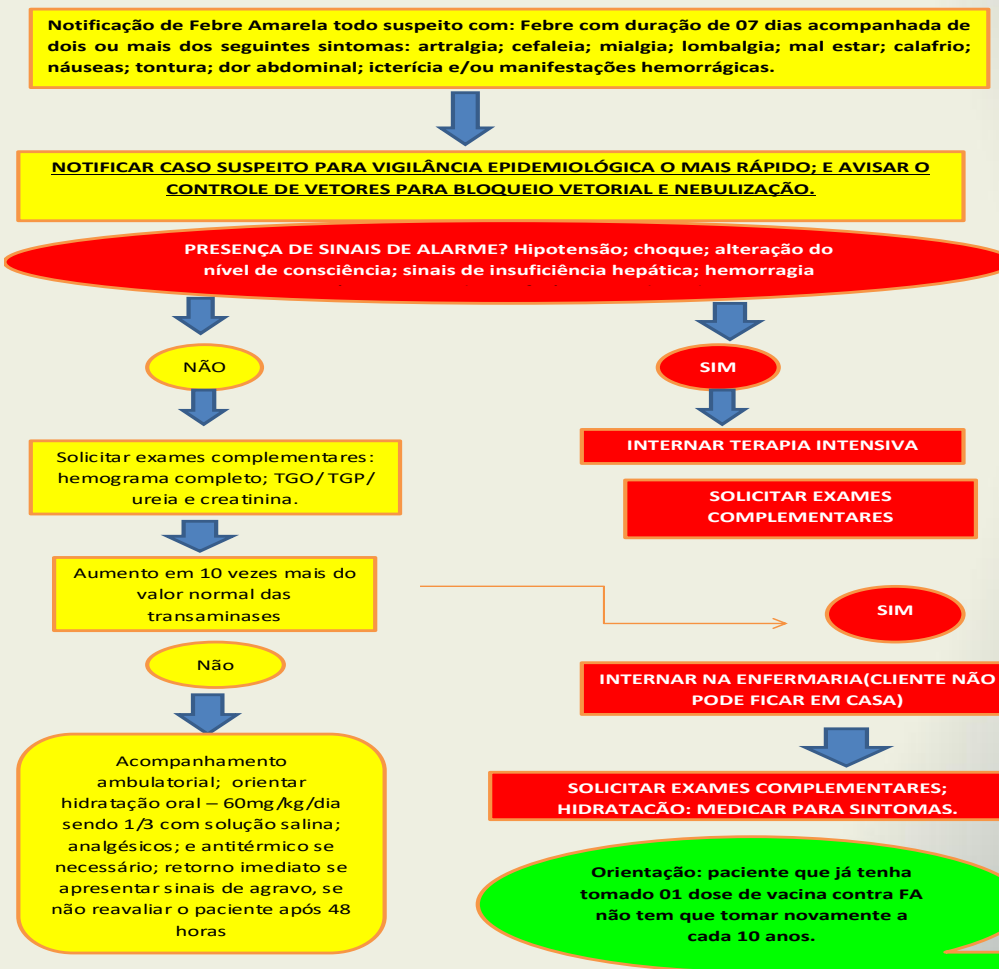 Notificação de Febre Amarela todo suspeito com: Febre com duração de 07 dias acompanhada de
dois ou mais dos seguintes sintomas: artralgia; cefaleia; mialgia; lombalgia; mal estar; calafrio;
náuseas; tontura; dor abdominal; icterícia e/ou manifestações hemorrágicas.
NOTIFICAR CASO SUSPEITO PARA VIGILÂNCIA EPIDEMIOLÓGICA O MAIS RÁPIDO; E AVISAR O
CONTROLE DE VETORES PARA BLOQUEIO VETORIAL E NEBULIZAÇÃO.
PRESENÇA DE SINAIS DE ALARME? Hipotensão; choque; alteração do
nível de consciência; sinais de insuficiência hepática; hemorragia
NÃO
Solicitar exames complementares:
hemograma completo; TGO/ TGP/
ureia e creatinina.
Aumento em 10 vezes mais do
valor normal das
transaminases
Não
Acompanhamento
ambulatorial; orientar
hidratação oral – 60mg/kg/dia
sendo 1/3 com solução salina;
analgésicos; e antitérmico se
necessário; retorno imediato se
apresentar sinais de agravo, se
não reavaliar o paciente após 48
horas
SIM
INTERNAR TERAPIA INTENSIVA
SOLICITAR EXAMES
COMPLEMENTARES
SIM
INTERNAR NA ENFERMARIA(CLIENTE NÃO
PODE FICAR EM CASA)
SOLICITAR EXAMES COMPLEMENTARES;
HIDRATACÃO: MEDICAR PARA SINTOMAS.
Orientação: paciente que já tenha
tomado 01 dose de vacina contra FA
não tem que tomar novamente a
cada 10 anos.